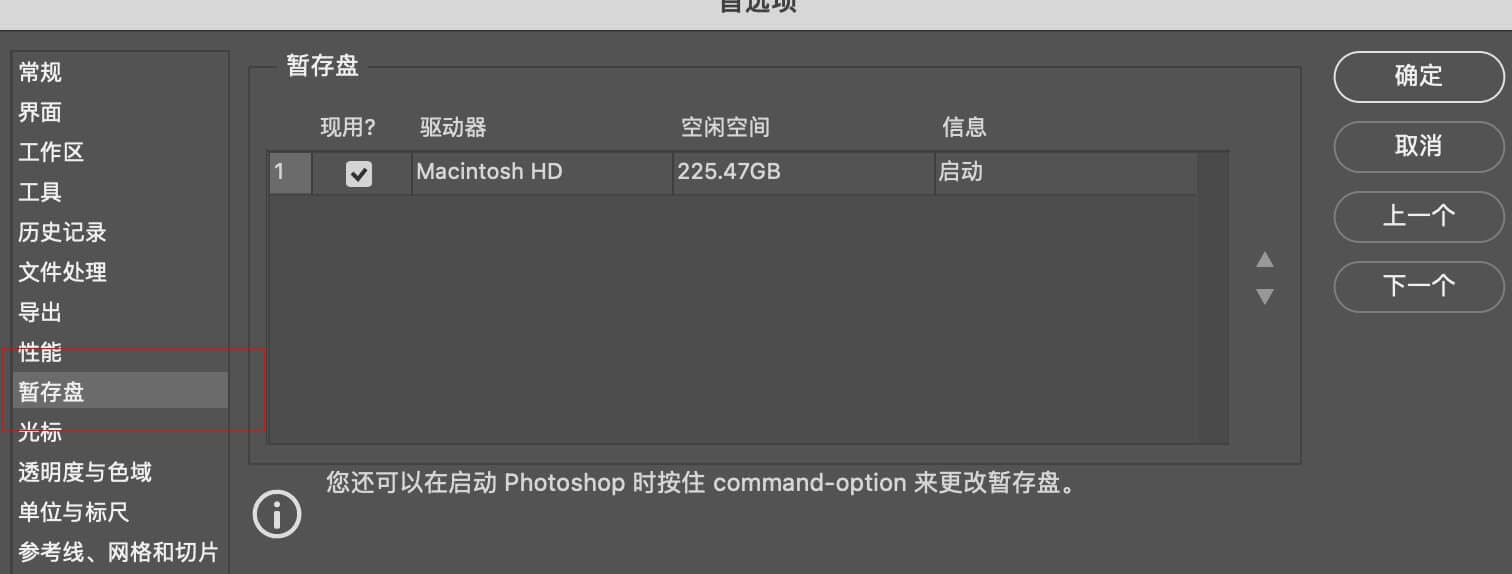 首选项
常规
界面
工作区
工具
历史记录
文件处理
导出
性能
暂存盘
光标
透明度与色域
单位与标尺
参考线、网格和切片
暂存盘
现用? 驱动器 空闲空间 信息
1 Macintosh HD 225.47GB 启动
您还可以在启动 Photoshop 时按住 command-option 来更改暂存盘。
确定
取消
上一个
下一个